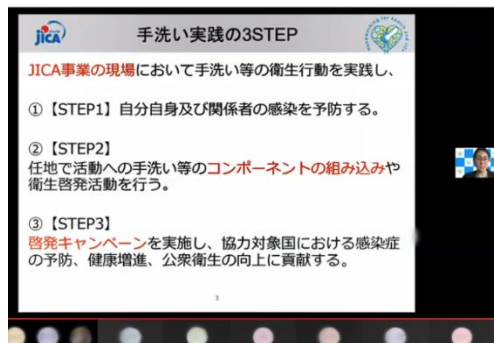 jica
手洗い実践の3STEP
JICA事業の現場において手洗い等の衛生行動を実践し、
①【STEP1】自分自身及び関係者の感染を予防する。
②【STEP2】
任地で活動への手洗い等のコンポーネントの組み込みや
衛生啓発活動を行う。
③【STEP3】
啓発キャンペーンを実施し、協力対象国における感染症
の予防、健康増進、公衆衛生の向上に貢献する。
3